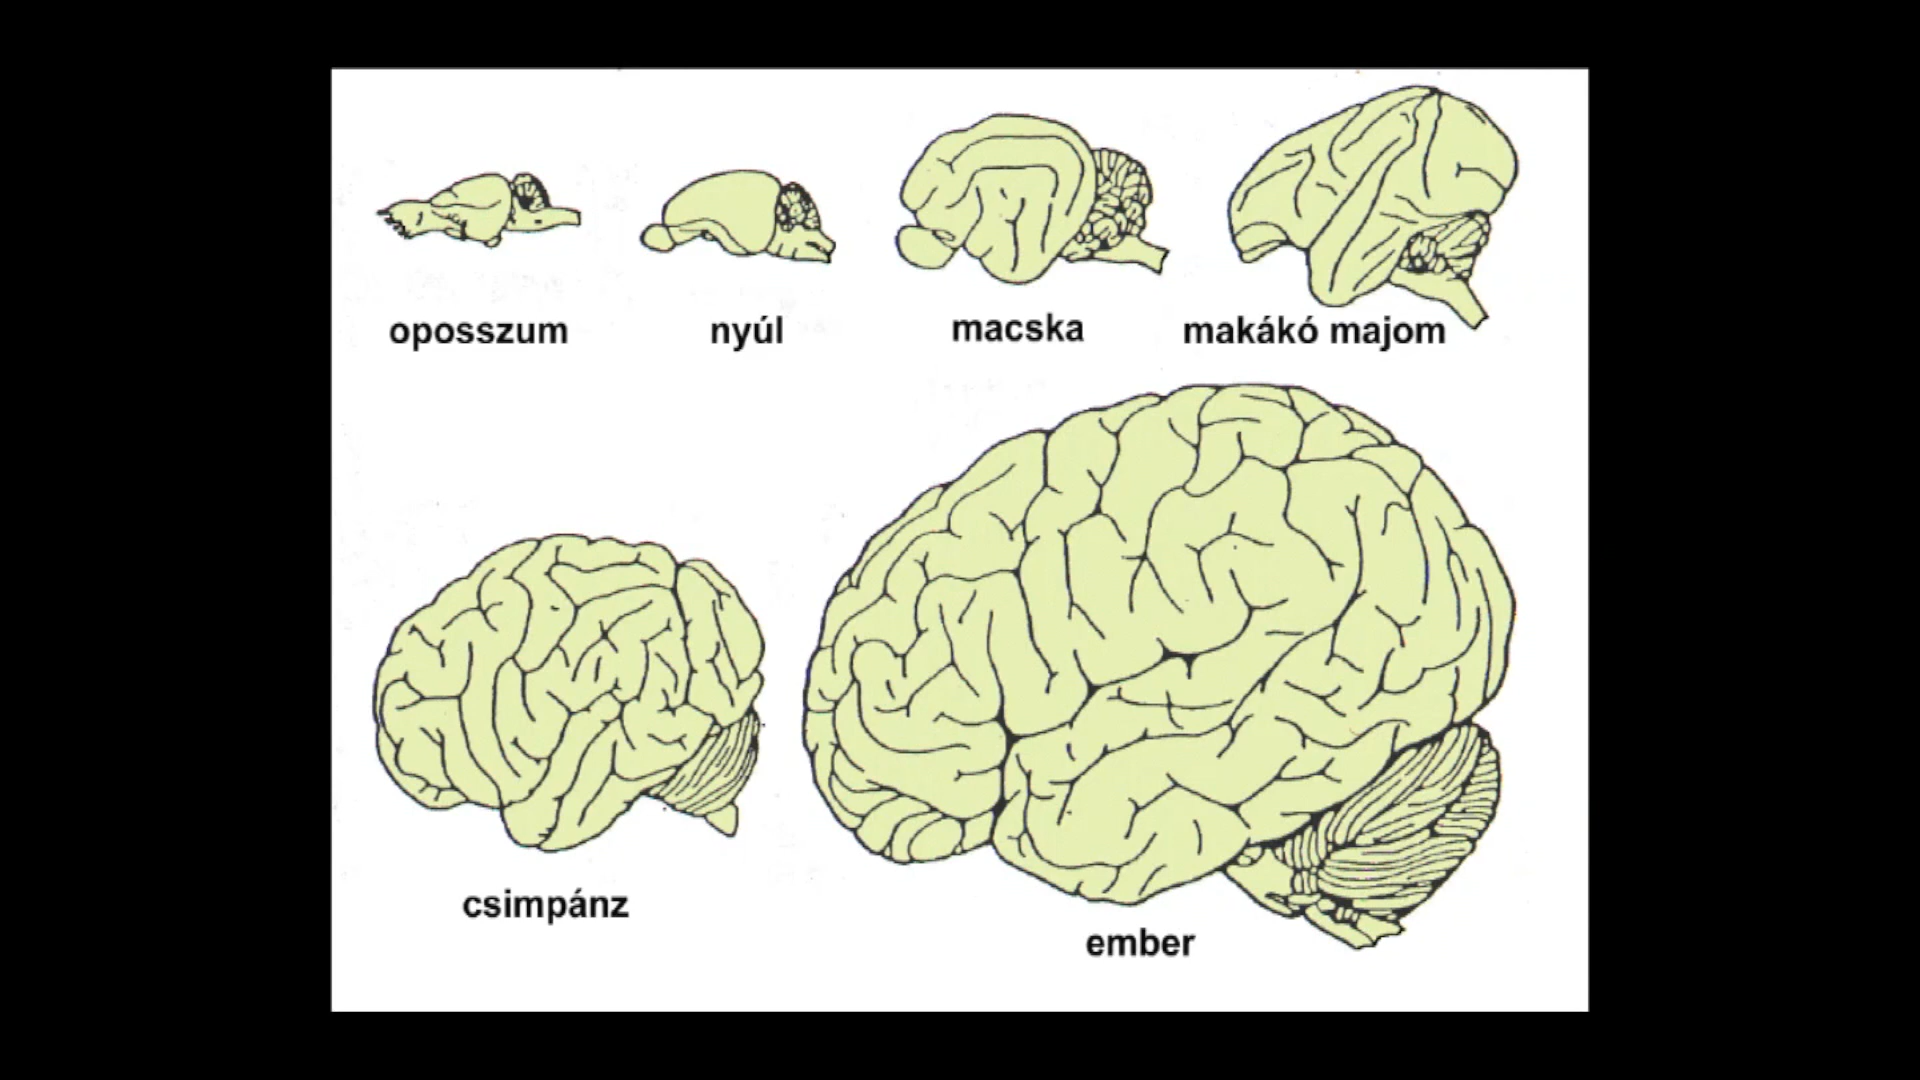 oposszum
nyúl
macska
makákó majom
csimpánz
ember